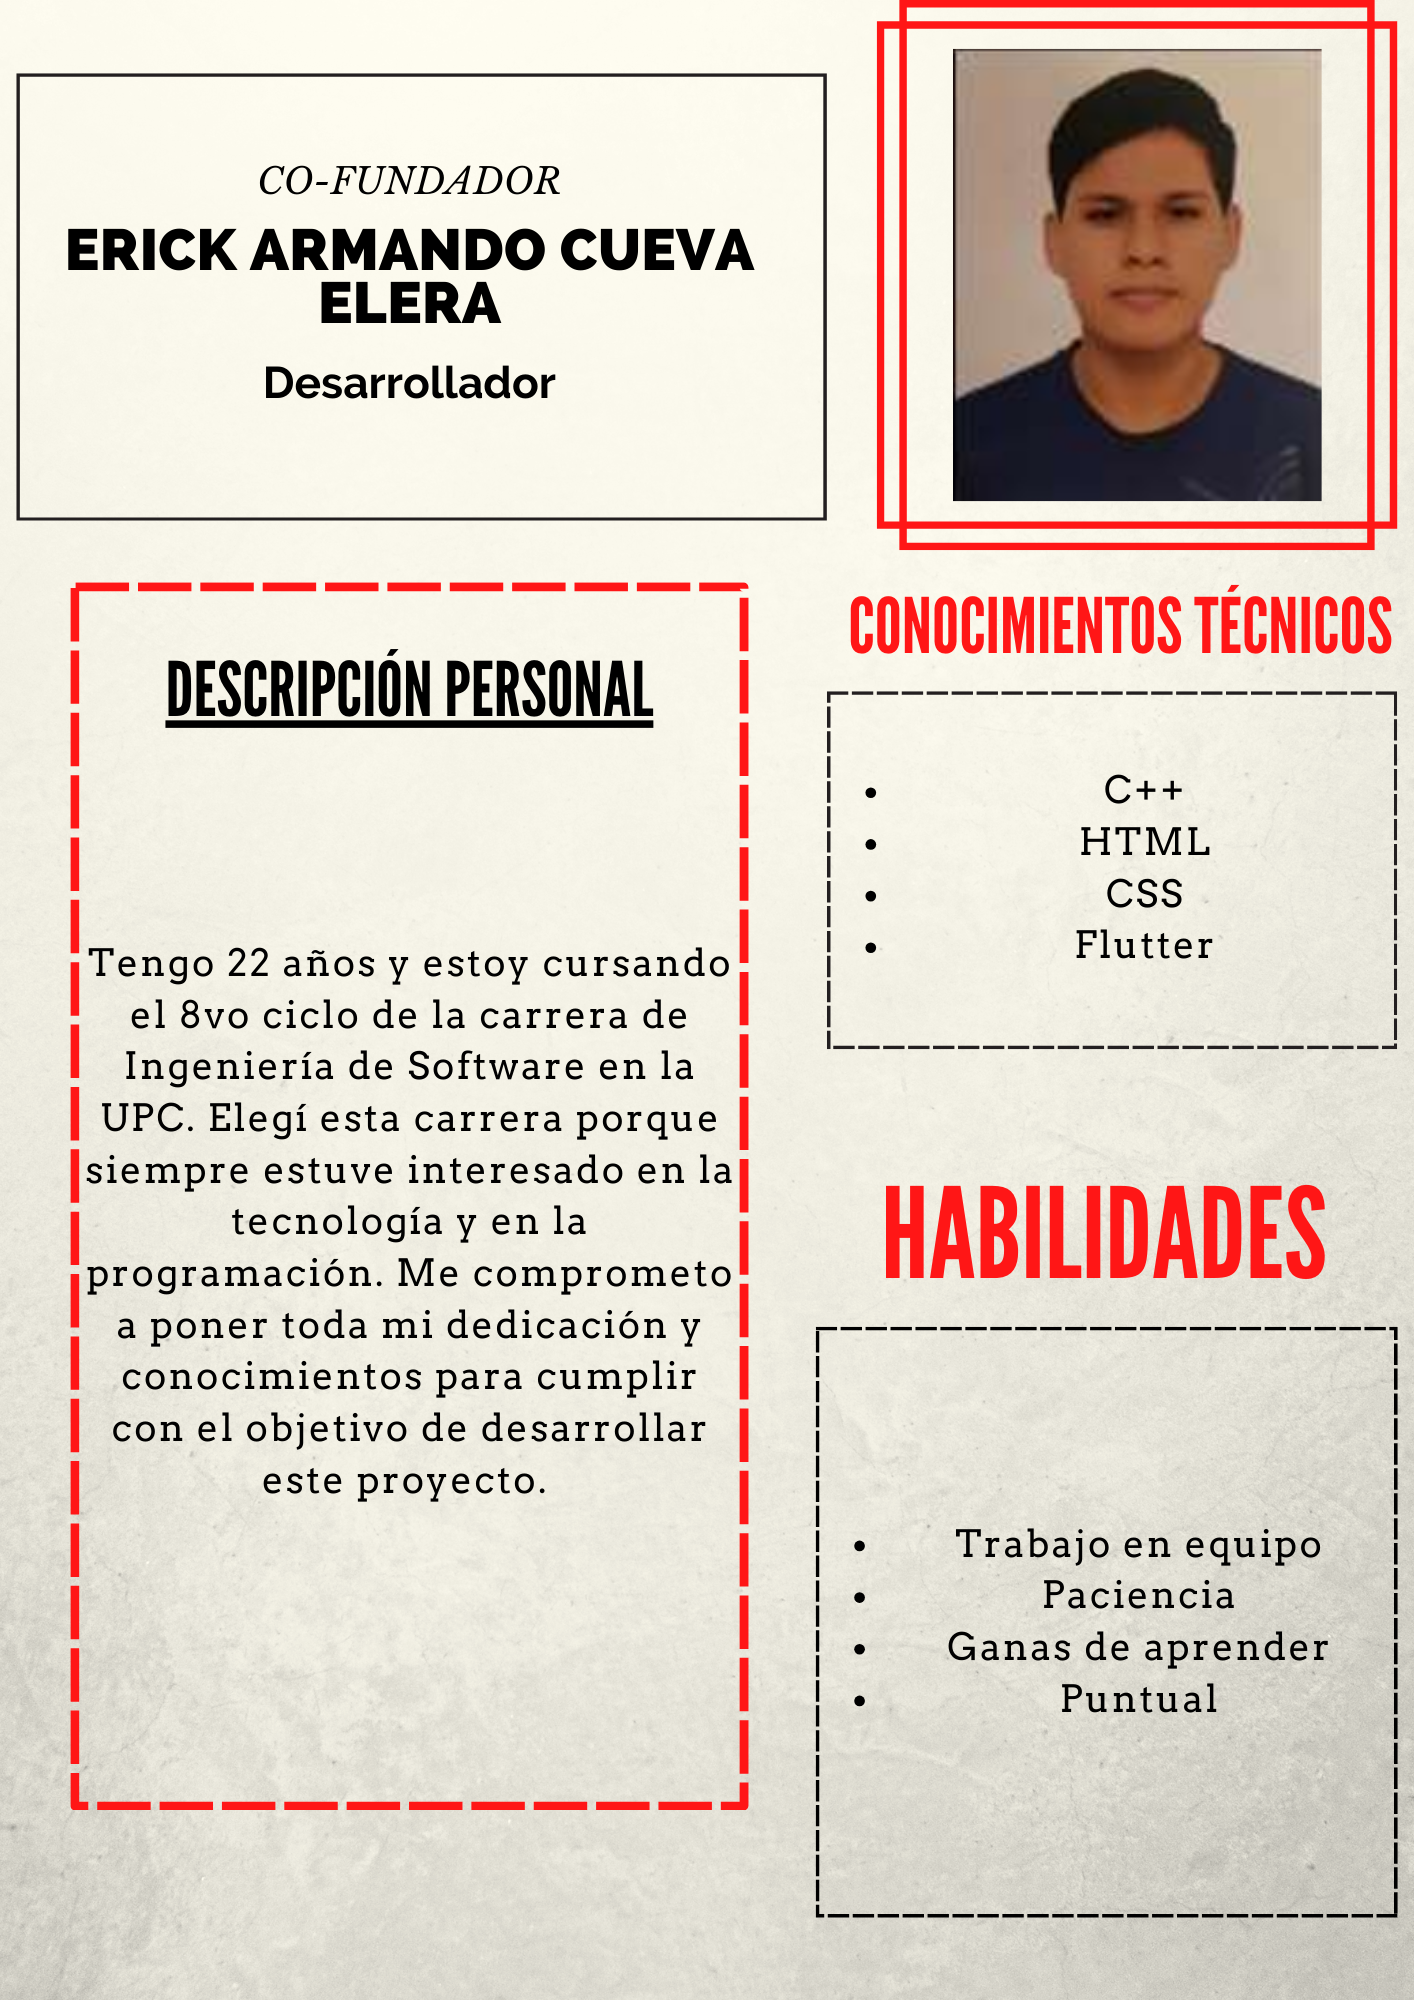 CO-FUNDADOR
ERICK ARMANDO CUEVA
ELERA
Desarrollador
DESCRIPCIÓN PERSONAL
Tengo 22 años y estoy cursando
el 8vo ciclo de la carrera de
Ingeniería de Software en la
UPC. Elegí esta carrera porque
siempre estuve interesado en la
tecnología y en la
programación. Me comprometo
a poner toda mi dedicación y
conocimientos para cumplir
con el objetivo de desarrollar
este proyecto.
CONOCIMIENTOS TÉCNICOS
• C++
• HTML
• CSS
• Flutter
HABILIDADES
• Trabajo en equipo
• Paciencia
• Ganas de aprender
• Puntual